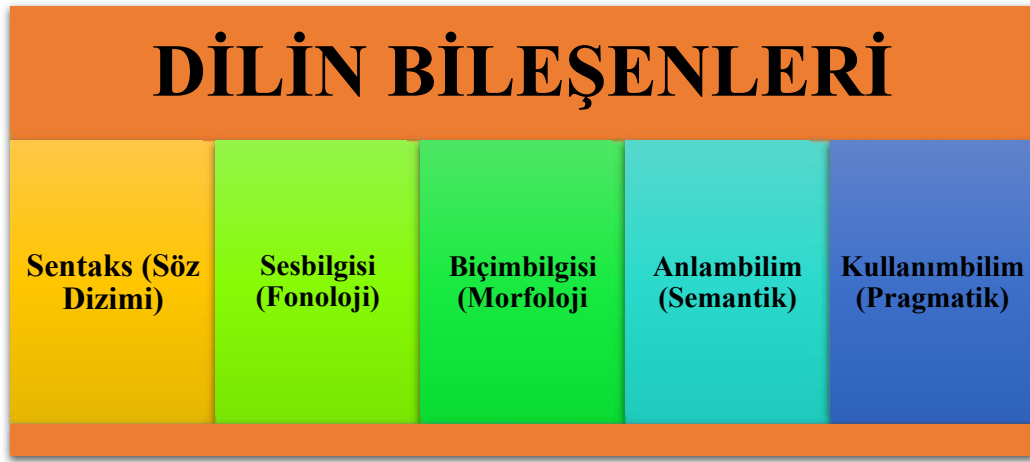 DİLİN BİLEŞENLERİ
Sentaks (Söz
Dizimi)
Sesbilgisi
(Fonoloji)
Biçimbilgisi
(Morfoloji
Anlambilim
(Semantik)
Kullanımbilim
(Pragmatik)